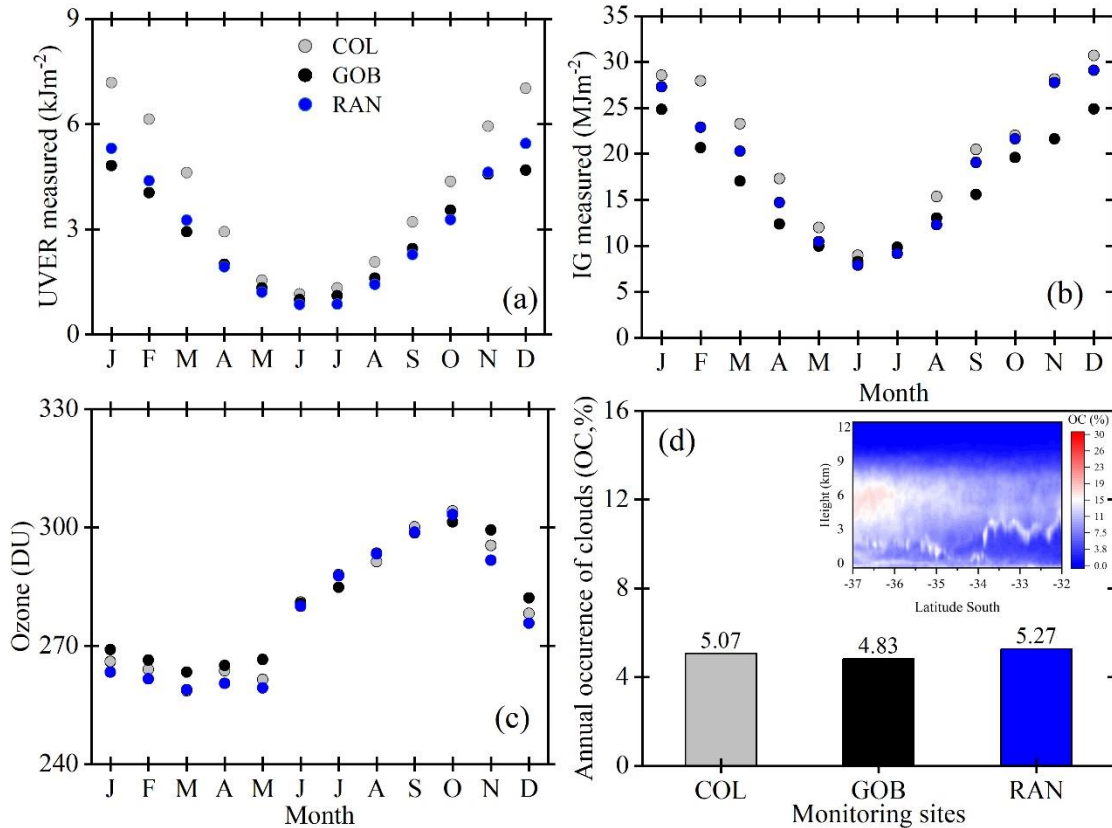 UVER measured (kJm-2)
9
6
3
0
COL
GOB
RAN
(a)
J F M A M J J A S O N D
IG measured (MJm-2)
35
30
25
20
15
10
5
0
(b)
J F M A M J J A S O N D
Month
Ozone (DU)
330
300
270
240
(c)
J F M A M J J A S O N D
Month
Annual occurence of clouds (OC,%)
16
12
8
4
0
(d)
Height (km)
12
9
6
3
0
-37 -36 -35 -34 -33 -32
Latitude South
OC (%)
30
26
23
19
15
11
7.5
3.8
0.0
5.07 4.83 5.27
COL GOB RAN
Monitoring sites